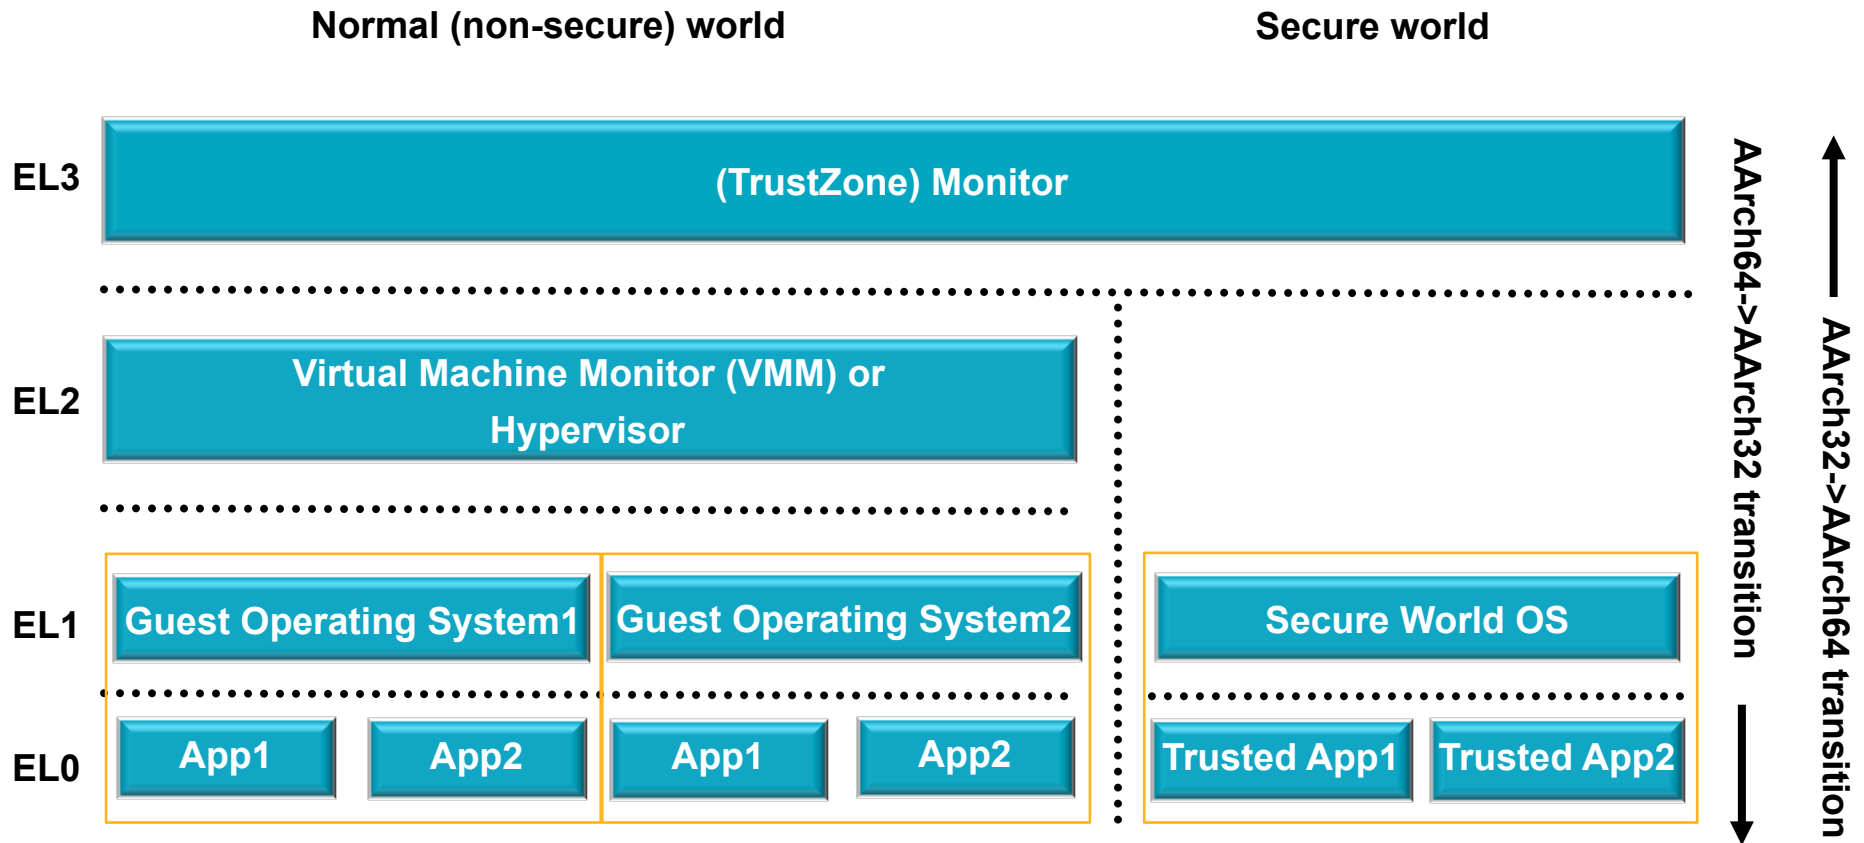 Normal (non-secure) world
Secure world
EL3
(TrustZone) Monitor
EL2
Virtual Machine Monitor (VMM) or
Hypervisor
EL1
Guest Operating System1
Guest Operating System2
Secure World OS
EL0
App1
App2
App1
App2
Trusted App1
Trusted App2
AArch64->AArch32 transition
AArch32->AArch64 transition